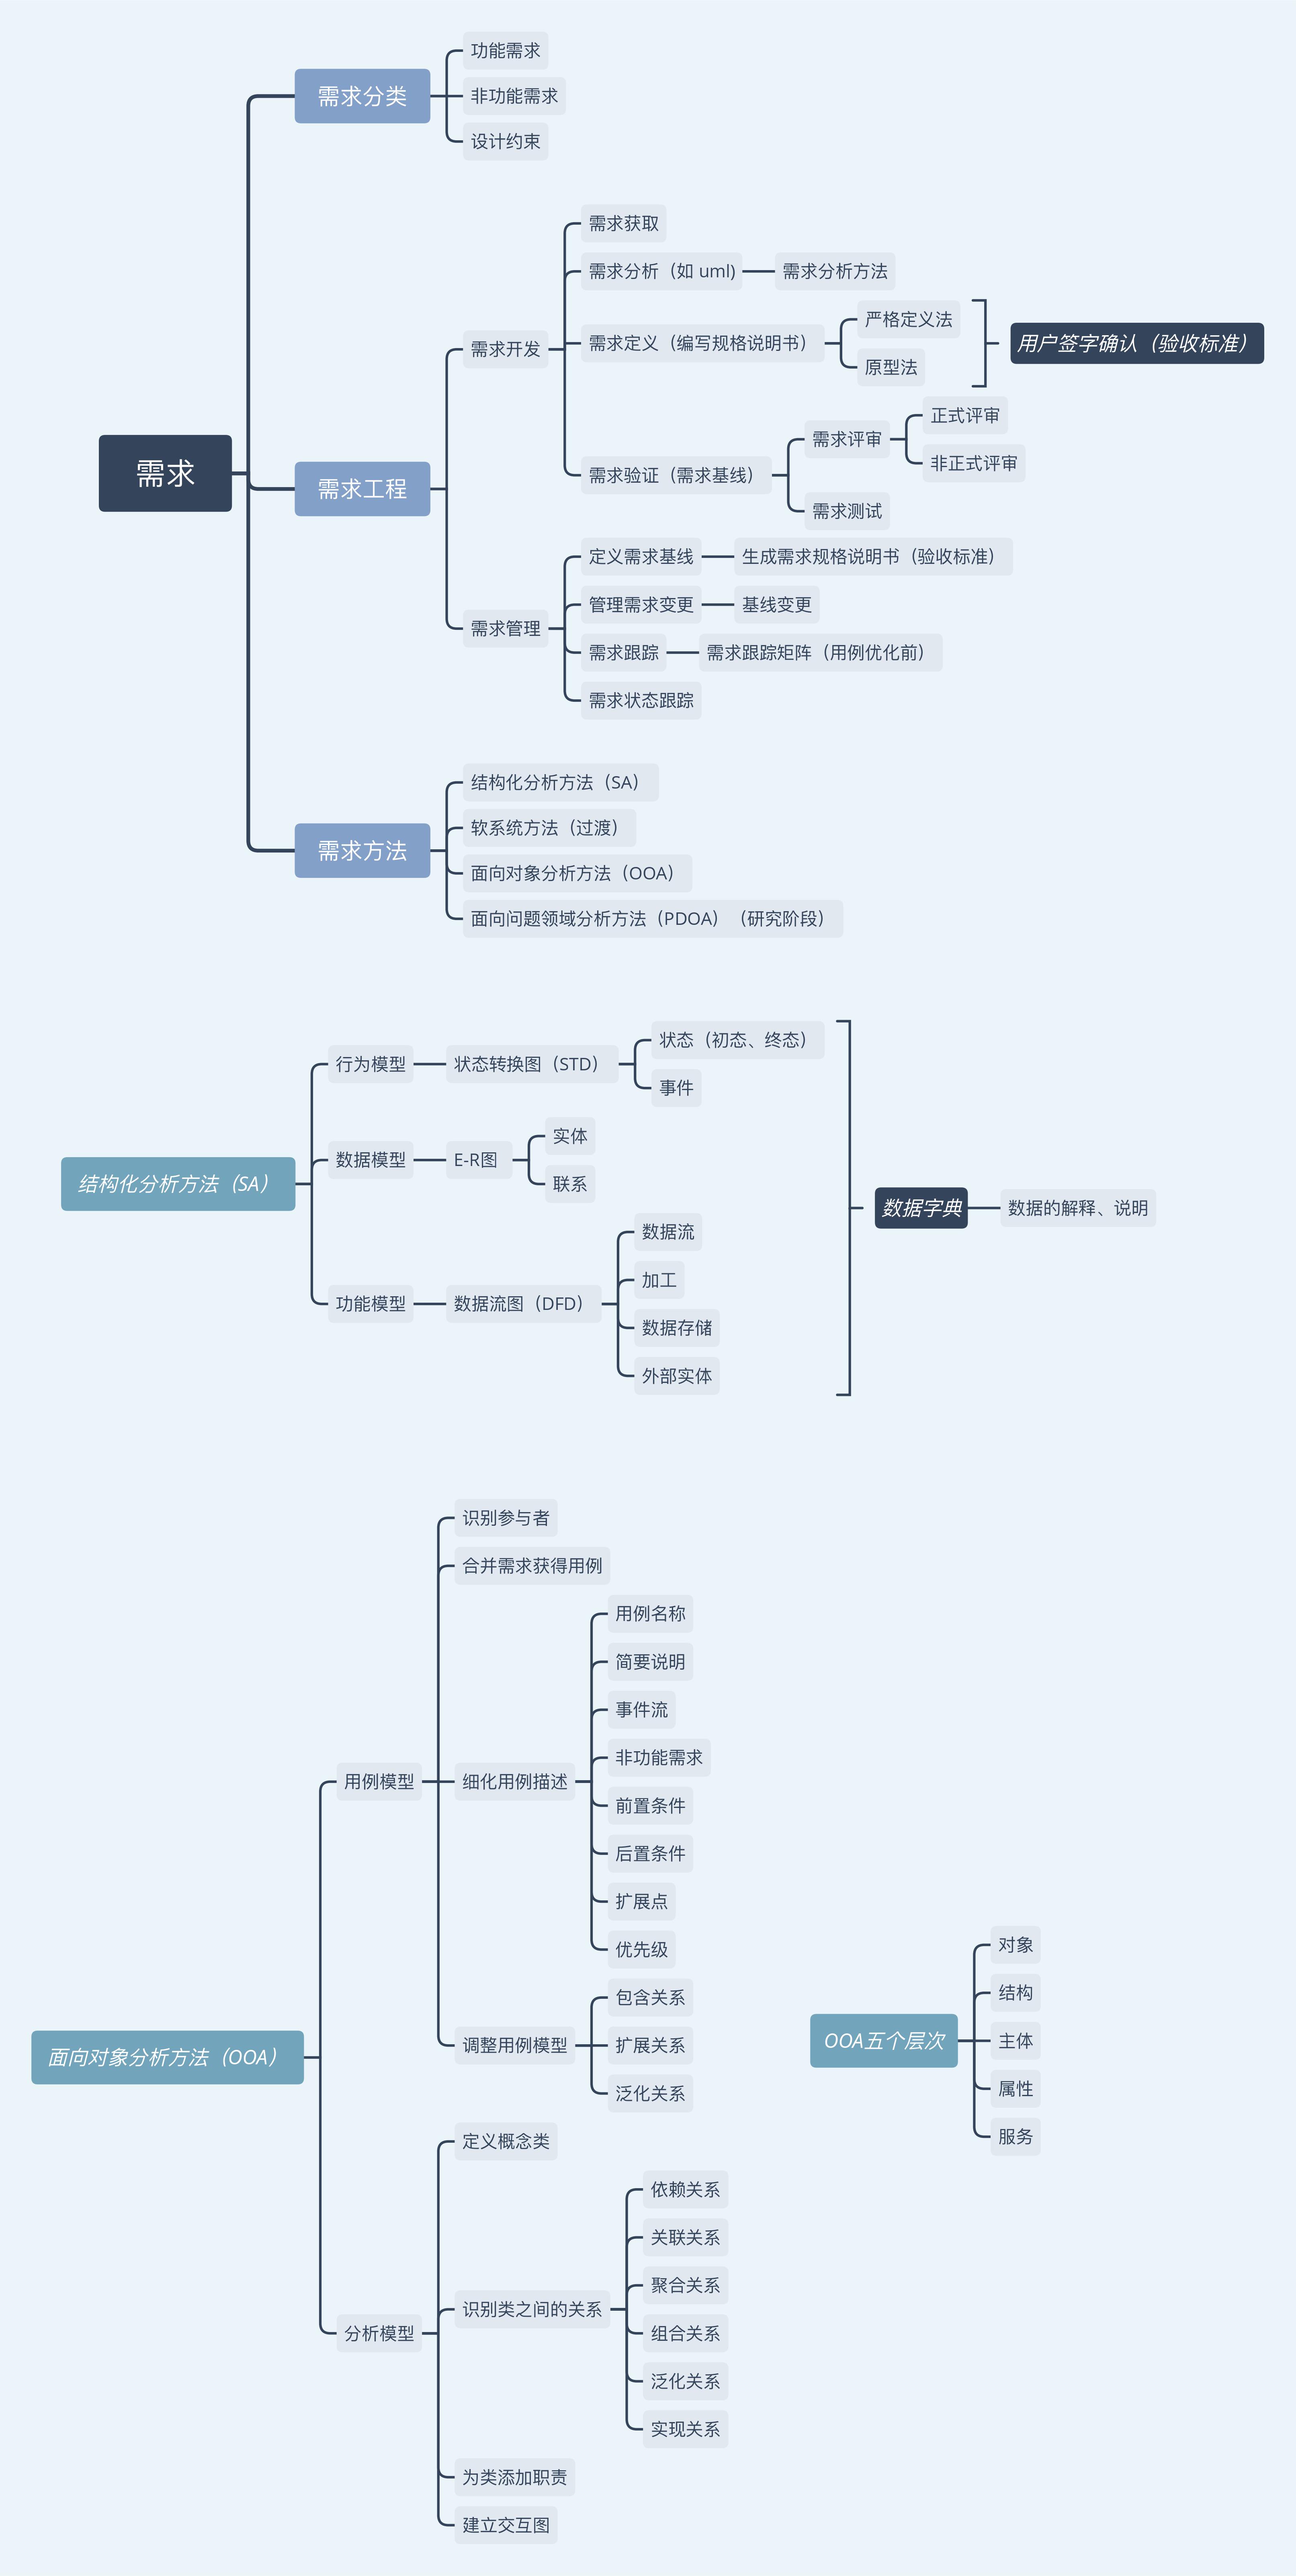 需求
需求分类
功能需求
非功能需求
设计约束
需求工程
需求开发
需求获取
需求分析（如 uml)
需求分析方法
需求定义（编写规格说明书）
严格定义法
原型法
用户签字确认（验收标准）
需求验证（需求基线）
需求评审
正式评审
非正式评审
需求测试
需求管理
定义需求基线
生成需求规格说明书（验收标准）
管理需求变更
基线变更
需求跟踪
需求跟踪矩阵（用例优化前）
需求状态跟踪
需求方法
结构化分析方法（SA）
软系统方法（过渡）
面向对象分析方法（OOA）
面向问题领域分析方法（PDOA）（研究阶段）
结构化分析方法（SA）
行为模型
状态转换图（STD）
状态（初态、终态）
事件
数据模型
E-R图
实体
联系
功能模型
数据流图（DFD）
数据流
加工
数据存储
外部实体
数据字典
数据的解释、说明
面向对象分析方法（OOA）
用例模型
识别参与者
合并需求获得用例
细化用例描述
用例名称
简要说明
事件流
非功能需求
前置条件
后置条件
扩展点
优先级
调整用例模型
包含关系
扩展关系
泛化关系
分析模型
定义概念类
识别类之间的关系
依赖关系
关联关系
聚合关系
组合关系
泛化关系
实现关系
为类添加职责
建立交互图
OOA五个层次
对象
结构
主体
属性
服务